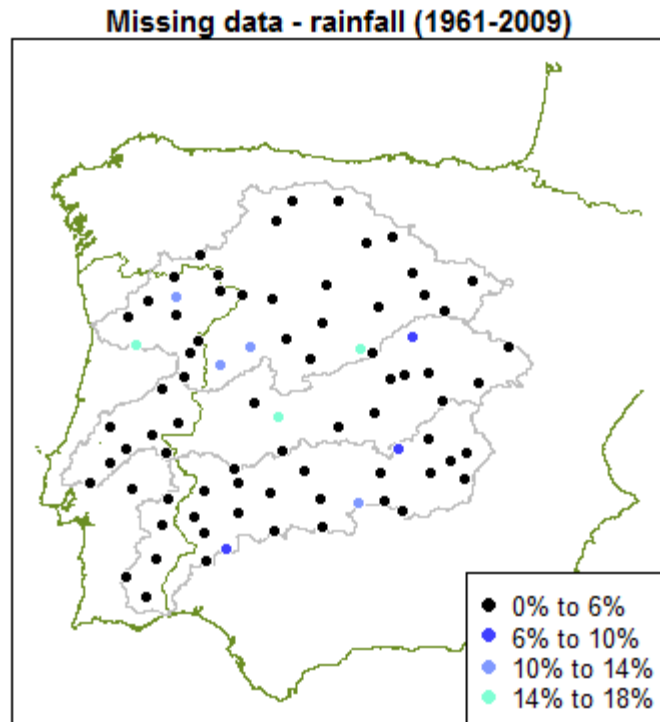 Missing data - rainfall (1961-2009)
0% to 6%
6% to 10%
10% to 14%
14% to 18%